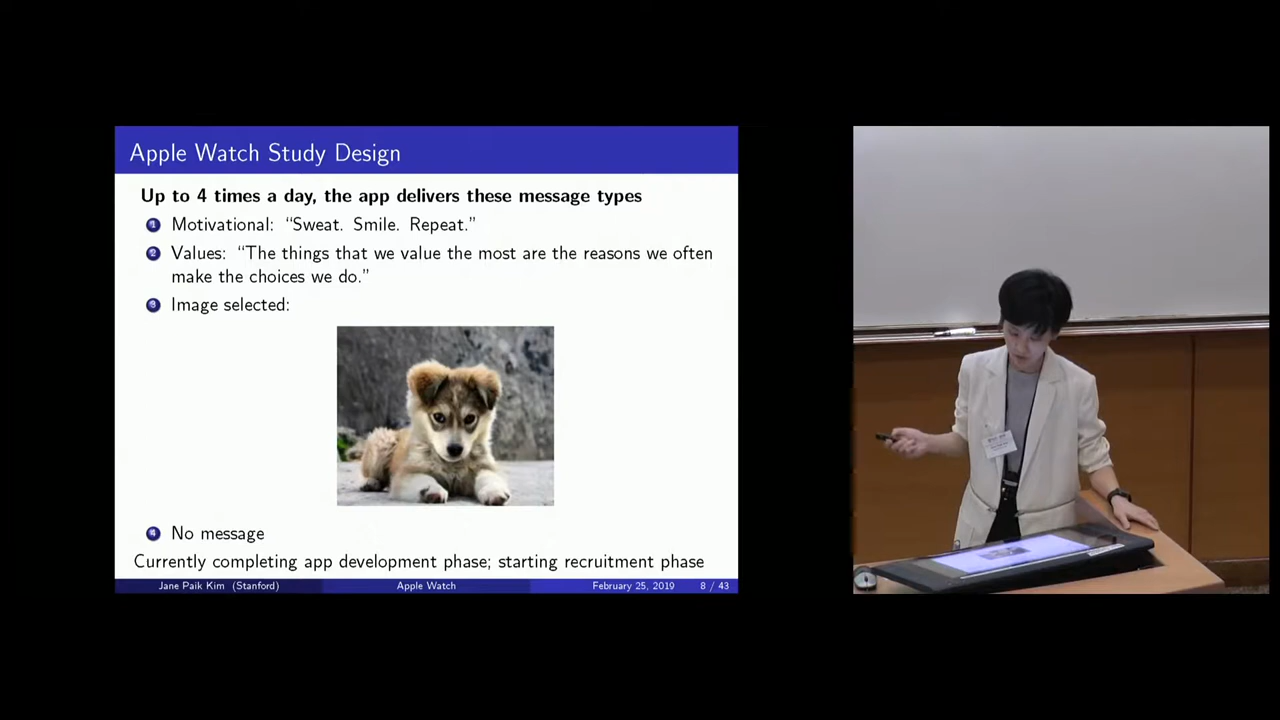 Apple Watch Study Design
Up to 4 times a day, the app delivers these message types
1 Motivational: “Sweat. Smile. Repeat.”
2 Values: “The things that we value the most are the reasons we often
make the choices we do.”
3 Image selected:
4 No message
Currently completing app development phase; starting recruitment phase
Jane Paik Kim (Stanford) Apple Watch February 25, 2019 8 / 43